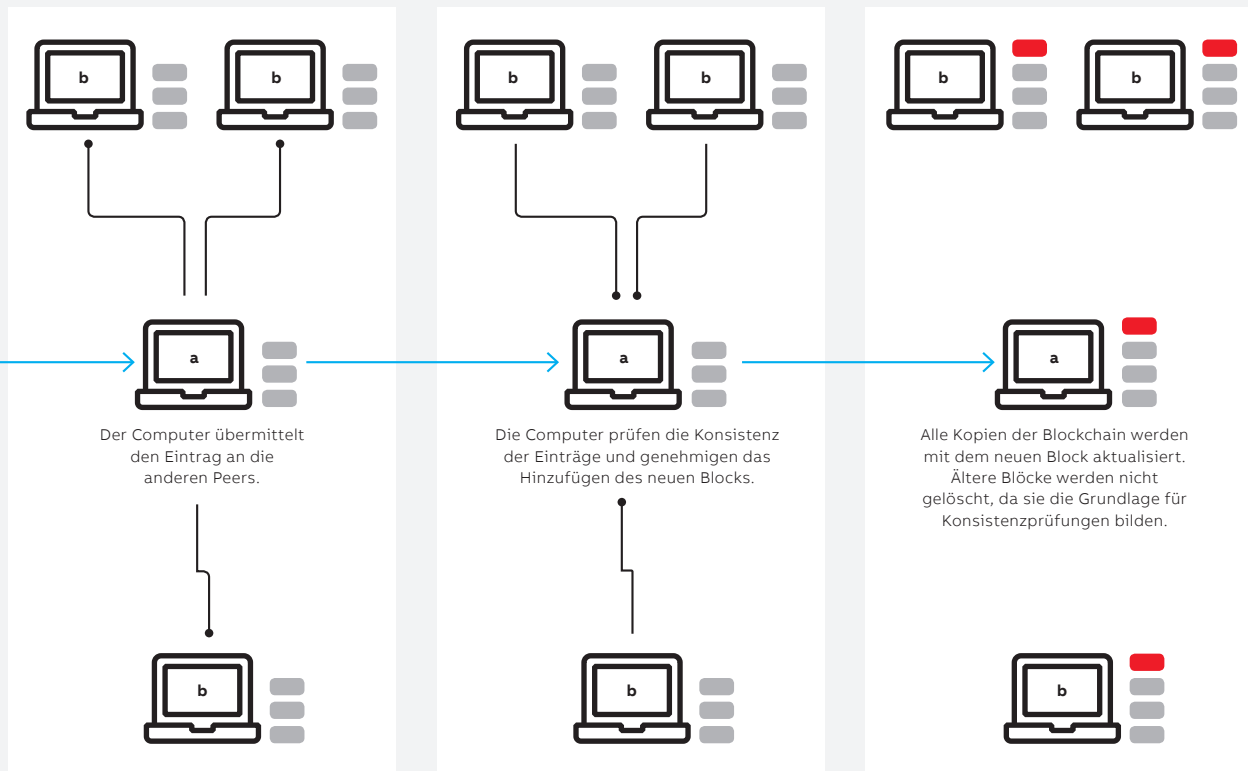 b
b
a
Der Computer übermittelt
den Eintrag an die
anderen Peers.
b
b
b
a
Die Computer prüfen die Konsistenz
der Einträge und genehmigen das
Hinzufügen des neuen Blocks.
b
b
b
a
Alle Kopien der Blockchain werden
mit dem neuen Block aktualisiert.
Ältere Blöcke werden nicht
gelöscht, da sie die Grundlage für
Konsistenzprüfungen bilden.
b